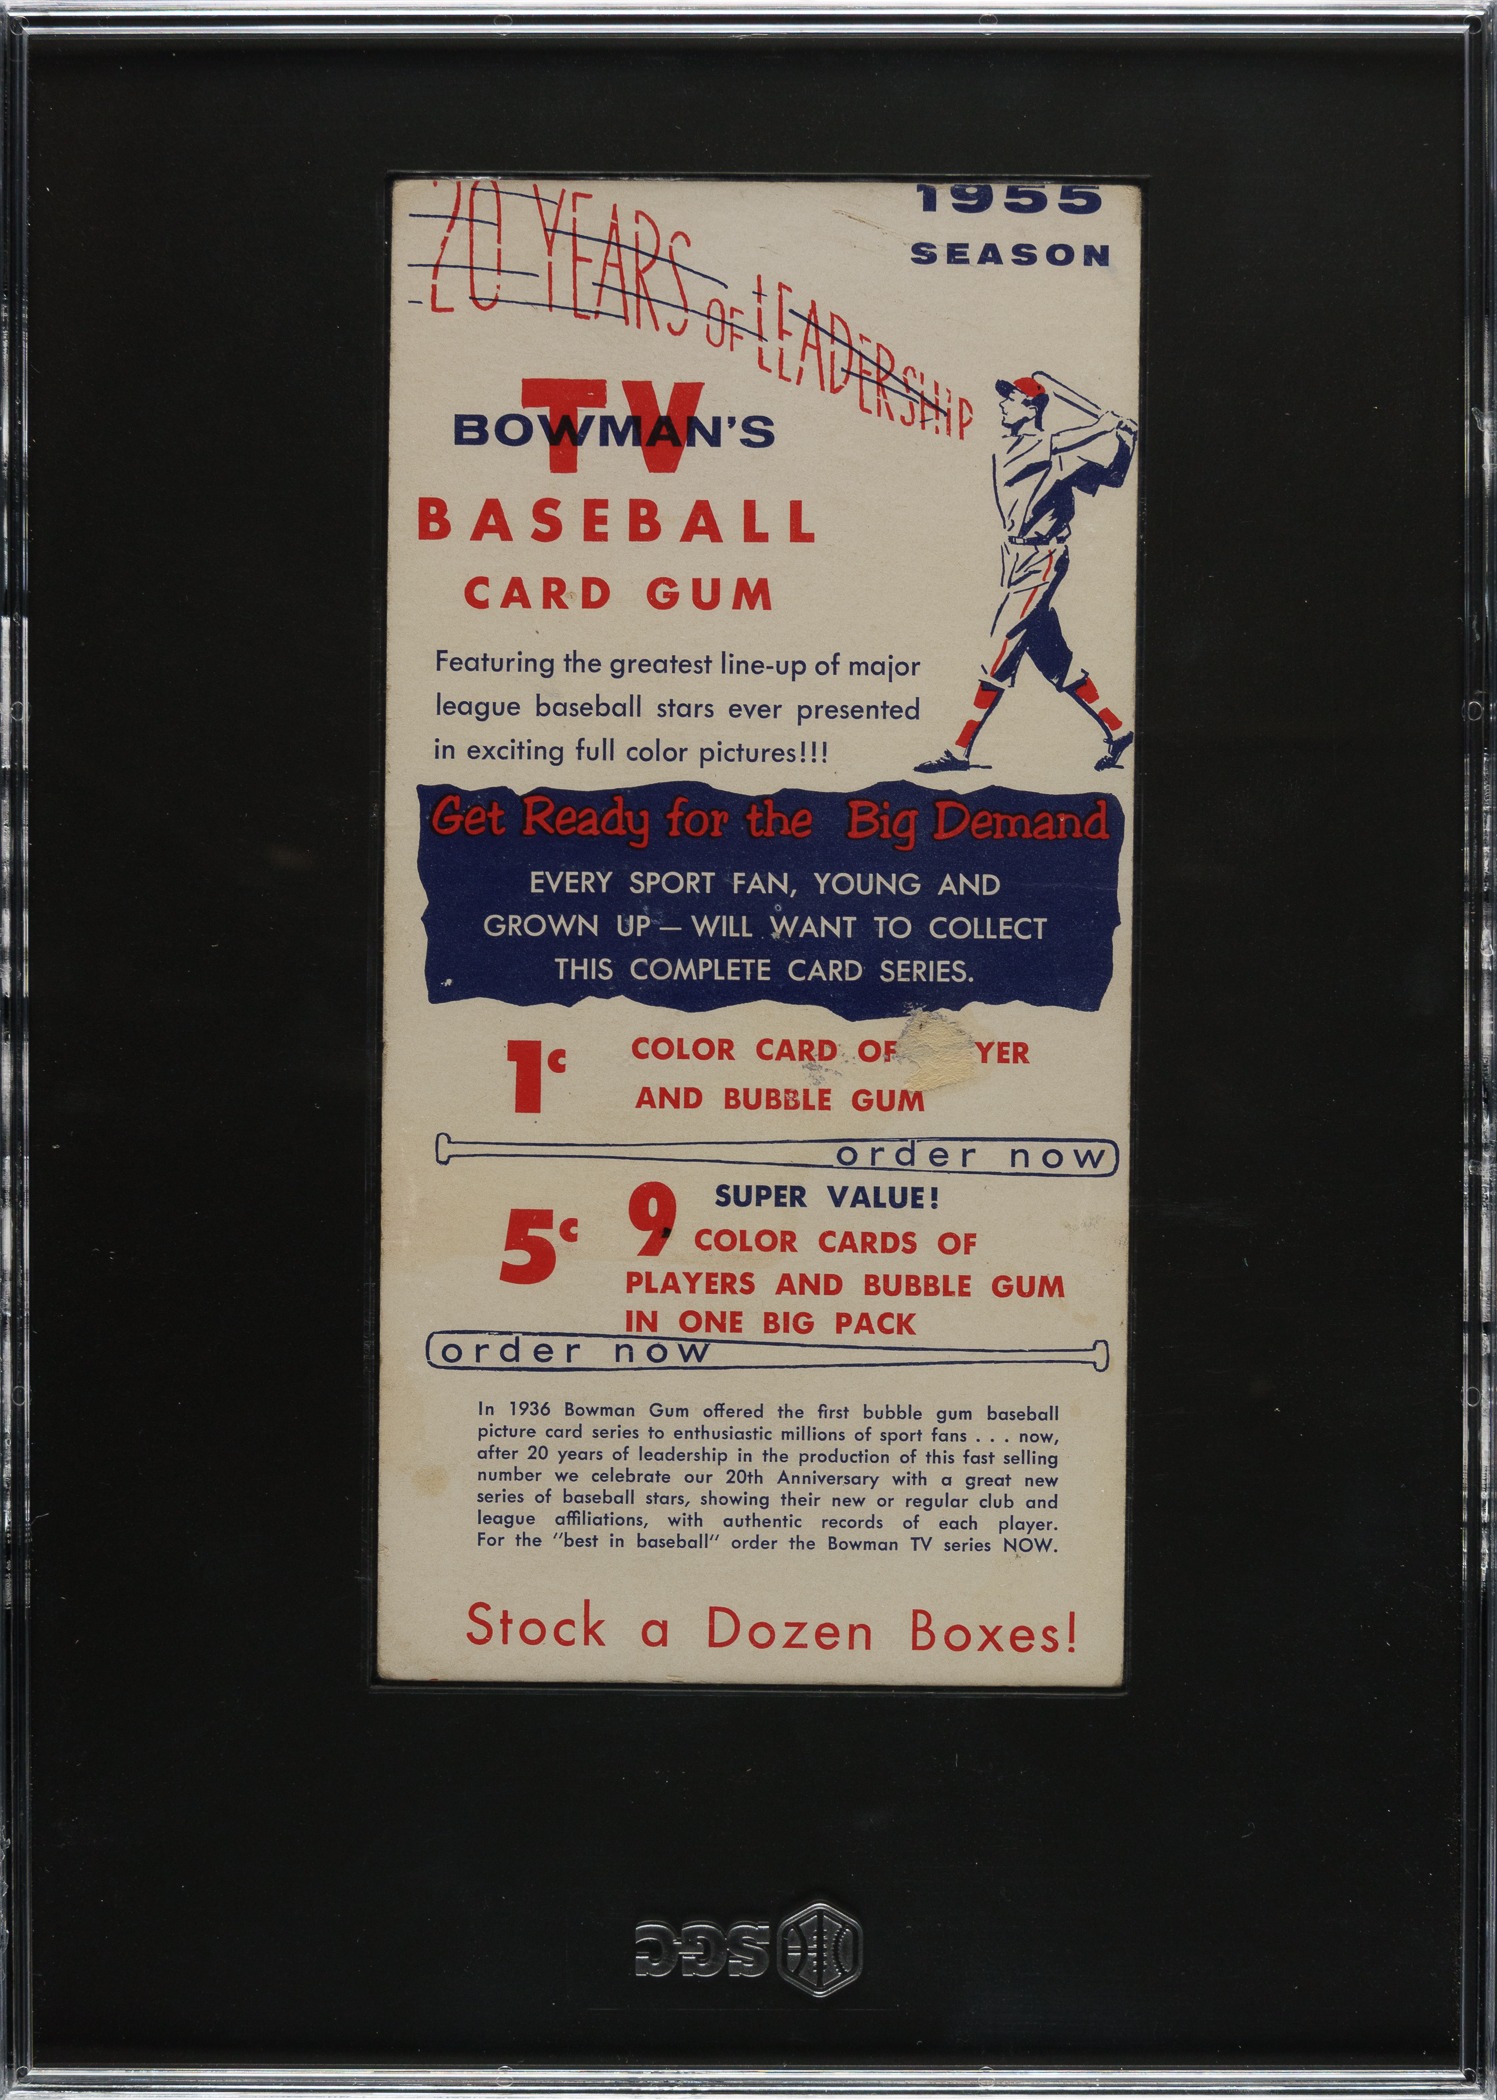 1955
20 YEARS OF LEADERSHIP
SEASON
TV
BOWMAN'S
BASEBALL
CARD GUM
Featuring the greatest line-up of major
league baseball stars ever presented
in exciting full color pictures!!!
Get Ready for the Big Demand
EVERY SPORT FAN, YOUNG AND
GROWN UP — WILL WANT TO COLLECT
THIS COMPLETE CARD SERIES.
1¢ COLOR CARD OF YER
AND BUBBLE GUM
order now
SUPER VALUE!
5¢ 9 COLOR CARDS OF
PLAYERS AND BUBBLE GUM
IN ONE BIG PACK
order now
In 1936 Bowman Gum offered the first bubble gum baseball
picture card series to enthusiastic millions of sport fans . . . now,
after 20 years of leadership in the production of this fast selling
number we celebrate our 20th Anniversary with a great new
series of baseball stars, showing their new or regular club and
league affiliations, with authentic records of each player.
For the "best in baseball" order the Bowman TV series NOW.
Stock a Dozen Boxes!
SGC